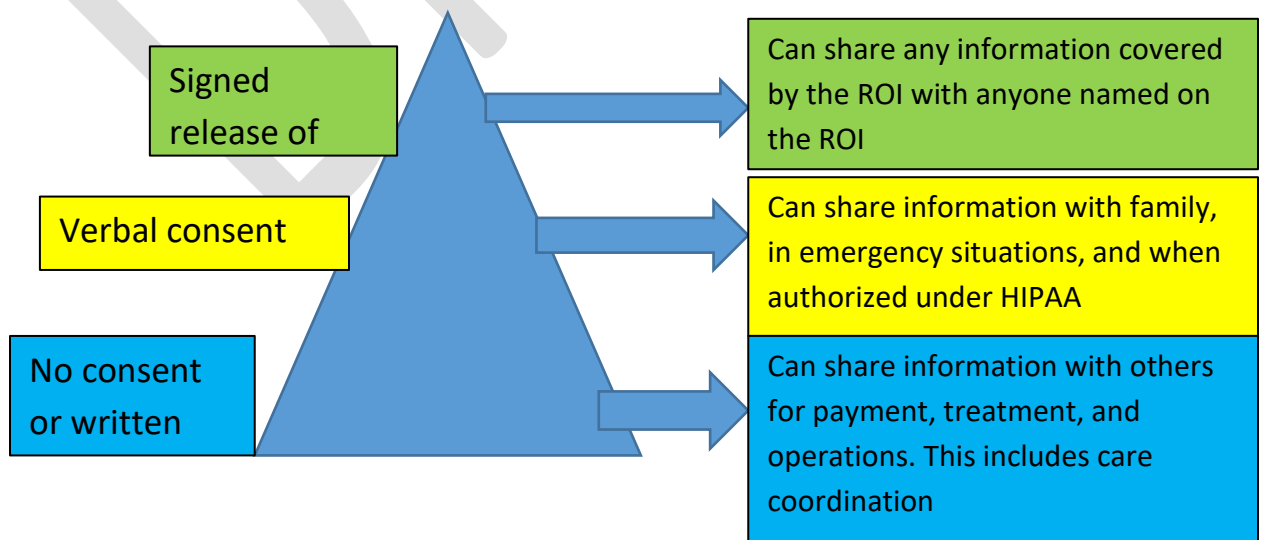 Signed
release of
Can share any information covered
by the ROI with anyone named on
the ROI
Verbal consent
Can share information with family,
in emergency situations, and when
authorized under HIPAA
No consent
or written
Can share information with others
for payment, treatment, and
operations. This includes care
coordination